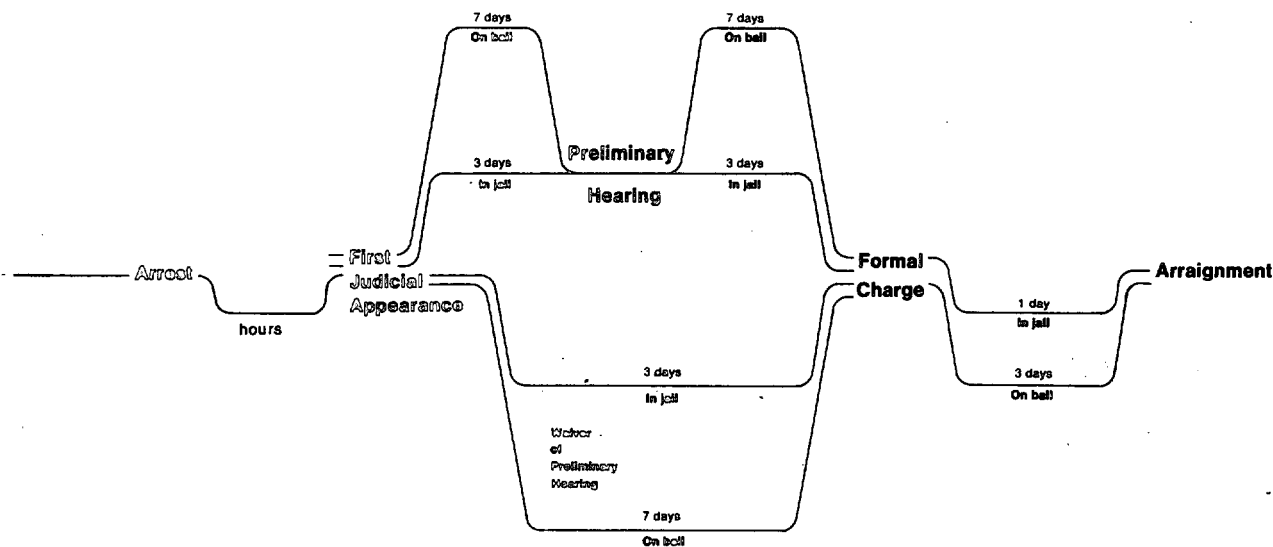 7 days
On bail
7 days
On bail
Preliminary
3 days
In jail
3 days
In jail
Hearing
First
Judicial
Appearance
Arrest
hours
Formal
Charge
Arraignment
1 day
In jail
3 days
On bail
3 days
In jail
Waiver
of
Preliminary
Hearing
7 days
On bail